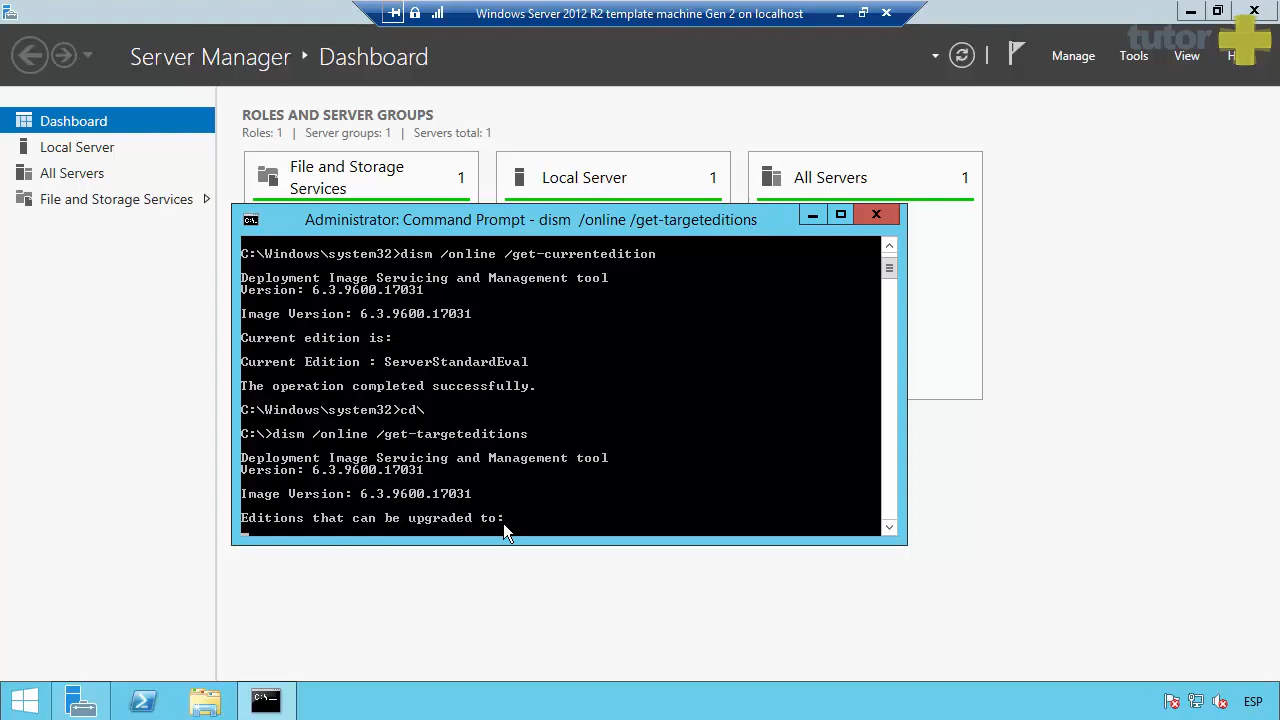 Windows Server 2012 R2 template machine Gen 2 on localhost
tutor
Server Manager ‣ Dashboard
Manage
Tools
View
H
Dashboard
Local Server
All Servers
File and Storage Services
ROLES AND SERVER GROUPS
Roles: 1 | Server groups: 1 | Servers total: 1
File and Storage
Services
1
Local Server
1
All Servers
1
Administrator: Command Prompt - dism /online /get-targeteditions
C:\Windows\system32>dism /online /get-currentedition
Deployment Image Servicing and Management tool
Version: 6.3.9600.17031
Image Version: 6.3.9600.17031
Current edition is:
Current Edition : ServerStandardEval
The operation completed successfully.
C:\Windows\system32>cd\
C:\>dism /online /get-targeteditions
Deployment Image Servicing and Management tool
Version: 6.3.9600.17031
Image Version: 6.3.9600.17031
Editions that can be upgraded to:
ESP